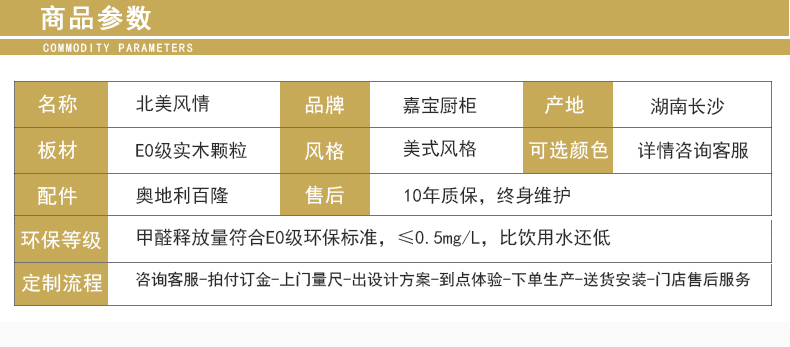 商品参数
COMMODITY PARAMETERS
名称 北美风情 品牌 嘉宝厨柜 产地 湖南长沙
板材 E0级实木颗粒 风格 美式风格 可选颜色 详情咨询客服
配件 奥地利百隆 售后 10年质保，终身维护
环保等级 甲醛释放量符合E0级环保标准，≤0.5mg/L，比饮用水还低
定制流程 咨询客服-拍付订金-上门量尺-出设计方案-到点体验-下单生产-送货安装-门店售后服务